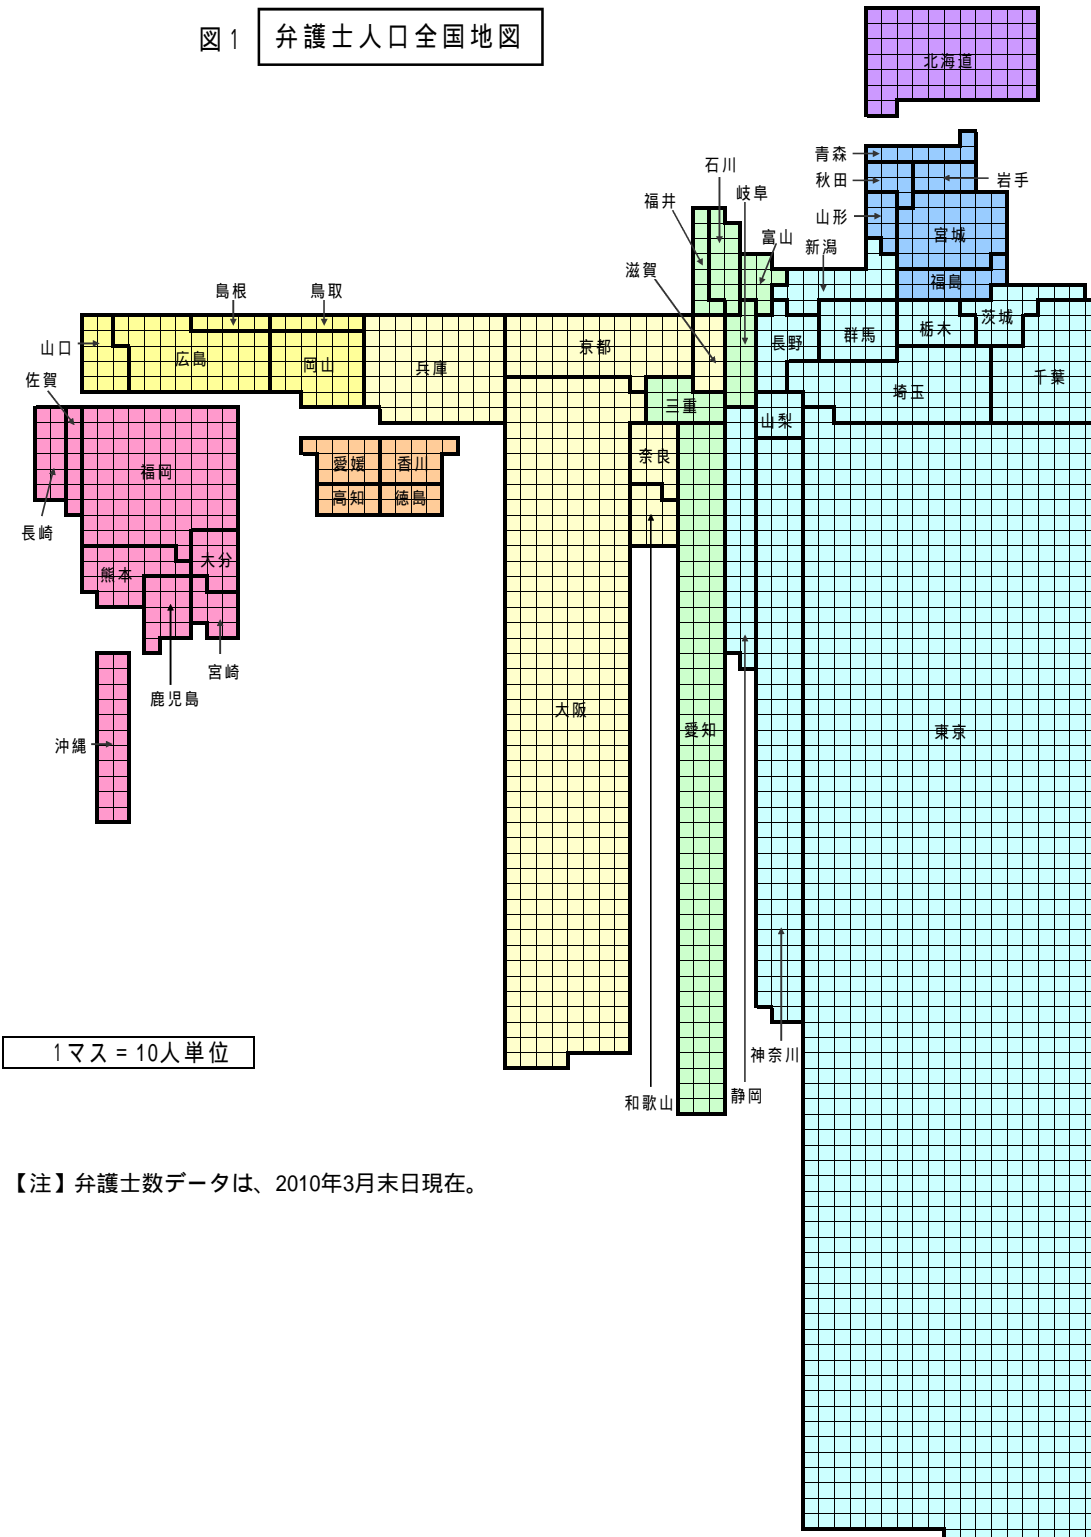 図1
弁護士人口全国地図
北海道
青森
秋田
岩手
山形
宮城
福島
石川
福井
岐阜
富山
新潟
滋賀
島根
鳥取
山口
広島
岡山
兵庫
京都
長野
群馬
栃木
茨城
千葉
埼玉
三重
山梨
佐賀
福岡
長崎
愛媛
香川
高知
徳島
奈良
大分
熊本
宮崎
鹿児島
沖縄
大阪
愛知
東京
神奈川
静岡
和歌山
1マス=10人単位
【注】弁護士数データは、2010年3月末日現在。